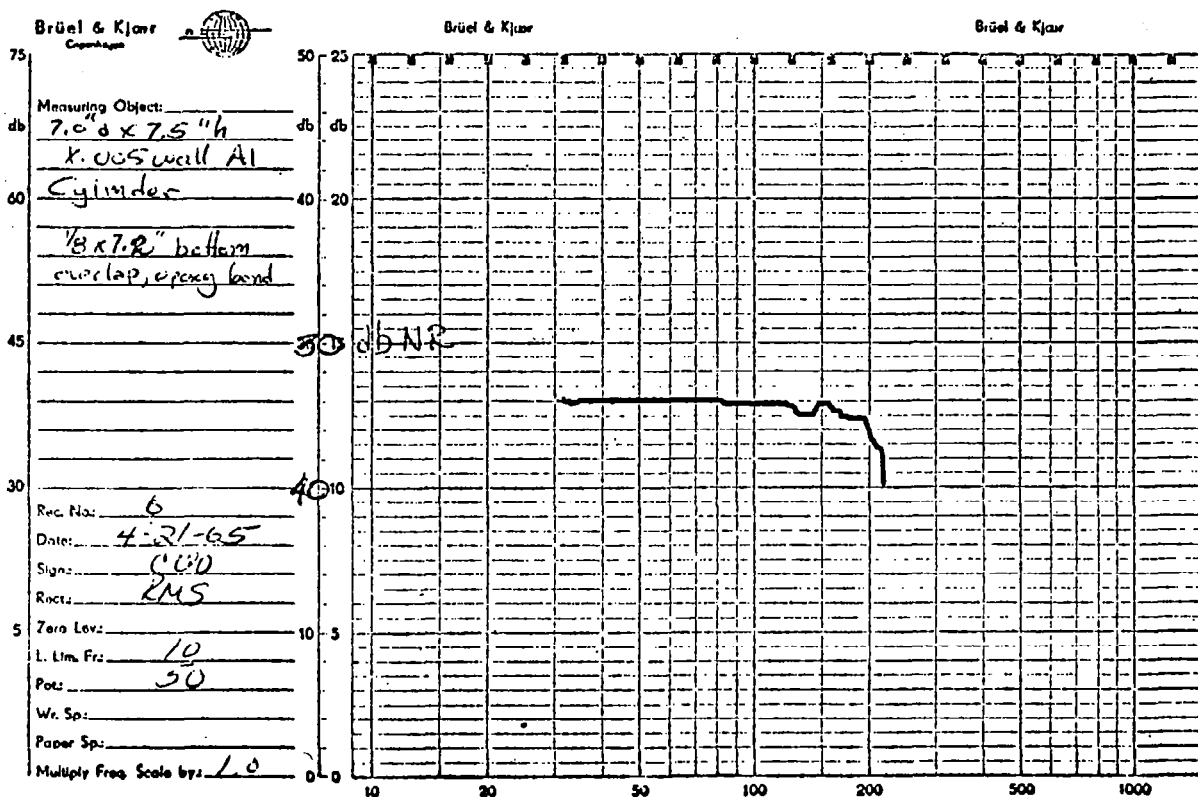 Brüel & Kjær
Copenhagen
Brüel & Kjær
Brüel & Kjær
75
50
25
Measuring Object:
db
db
db
7.0" d x 7.5 "h
x .005 wall Al
Cylinder
60
40
20
1/8 x 7.2" bottom
overlap, epoxy bond
45
50 db NR
30
40
10
Rec. No.: 6
Date: 4-21-65
Sign.:
Rect.: RMS
5
10
5
Zero Lev.:
L. Lim. Fr.: 10
Pot.: 50
Wr. Sp.:
Paper Sp.:
Multiply Freq. Scale by: 1.0
0
0
10
20
50
100
200
500
1000